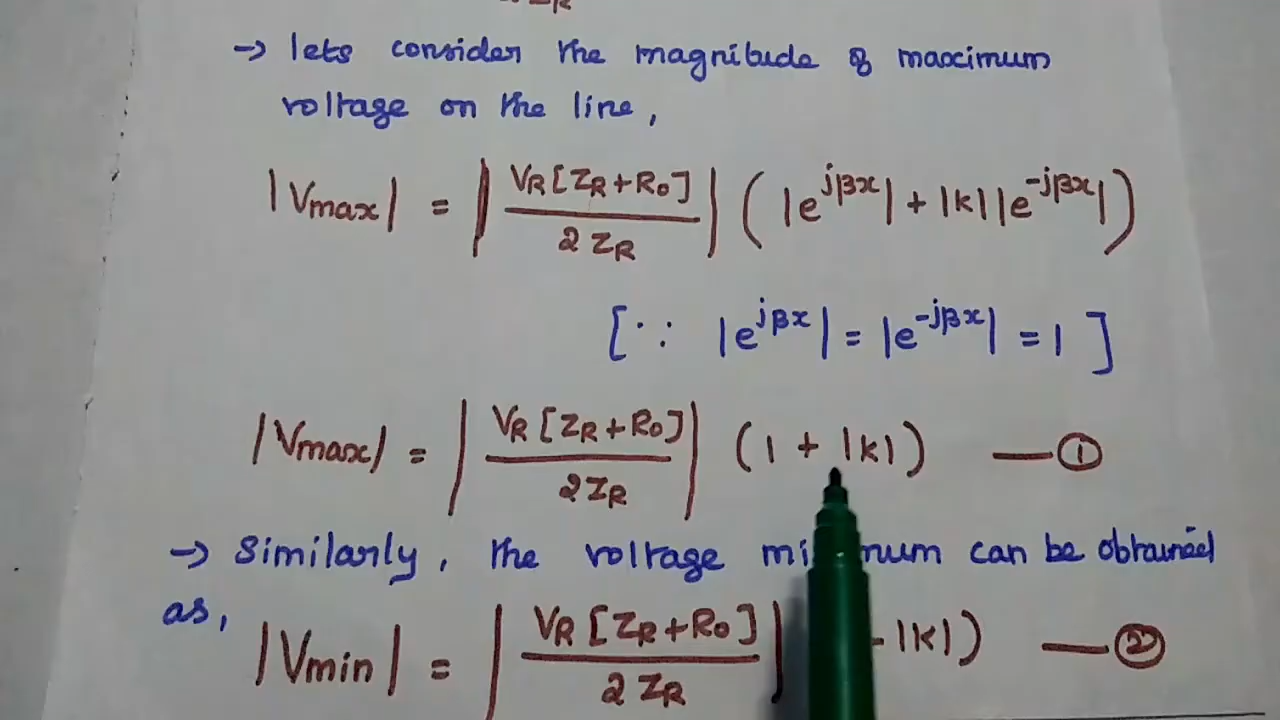 → lets consider the magnitude of maximum
voltage on the line,
|Vmax| = | VR[ZR+R0] / 2ZR | ( |e^jβx| + |k| |e^-jβx| )
[∵ |e^jβx| = |e^-jβx| = 1 ]
|Vmax| = | VR[ZR+R0] / 2ZR | (1 + |k|) — ①
→ Similarly, the voltage can be obtained
as,
|Vmin| = | VR[ZR+R0] / 2ZR | - |k|) — ②